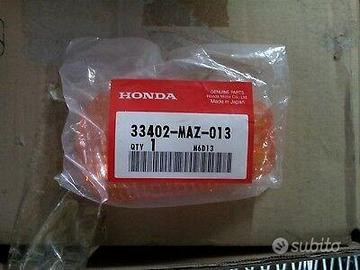 HONDA
GENUINE PARTS
Honda Motor Co., Ltd.
Made in Japan
33402-MAZ-013
QTY 1 M6D13
subito